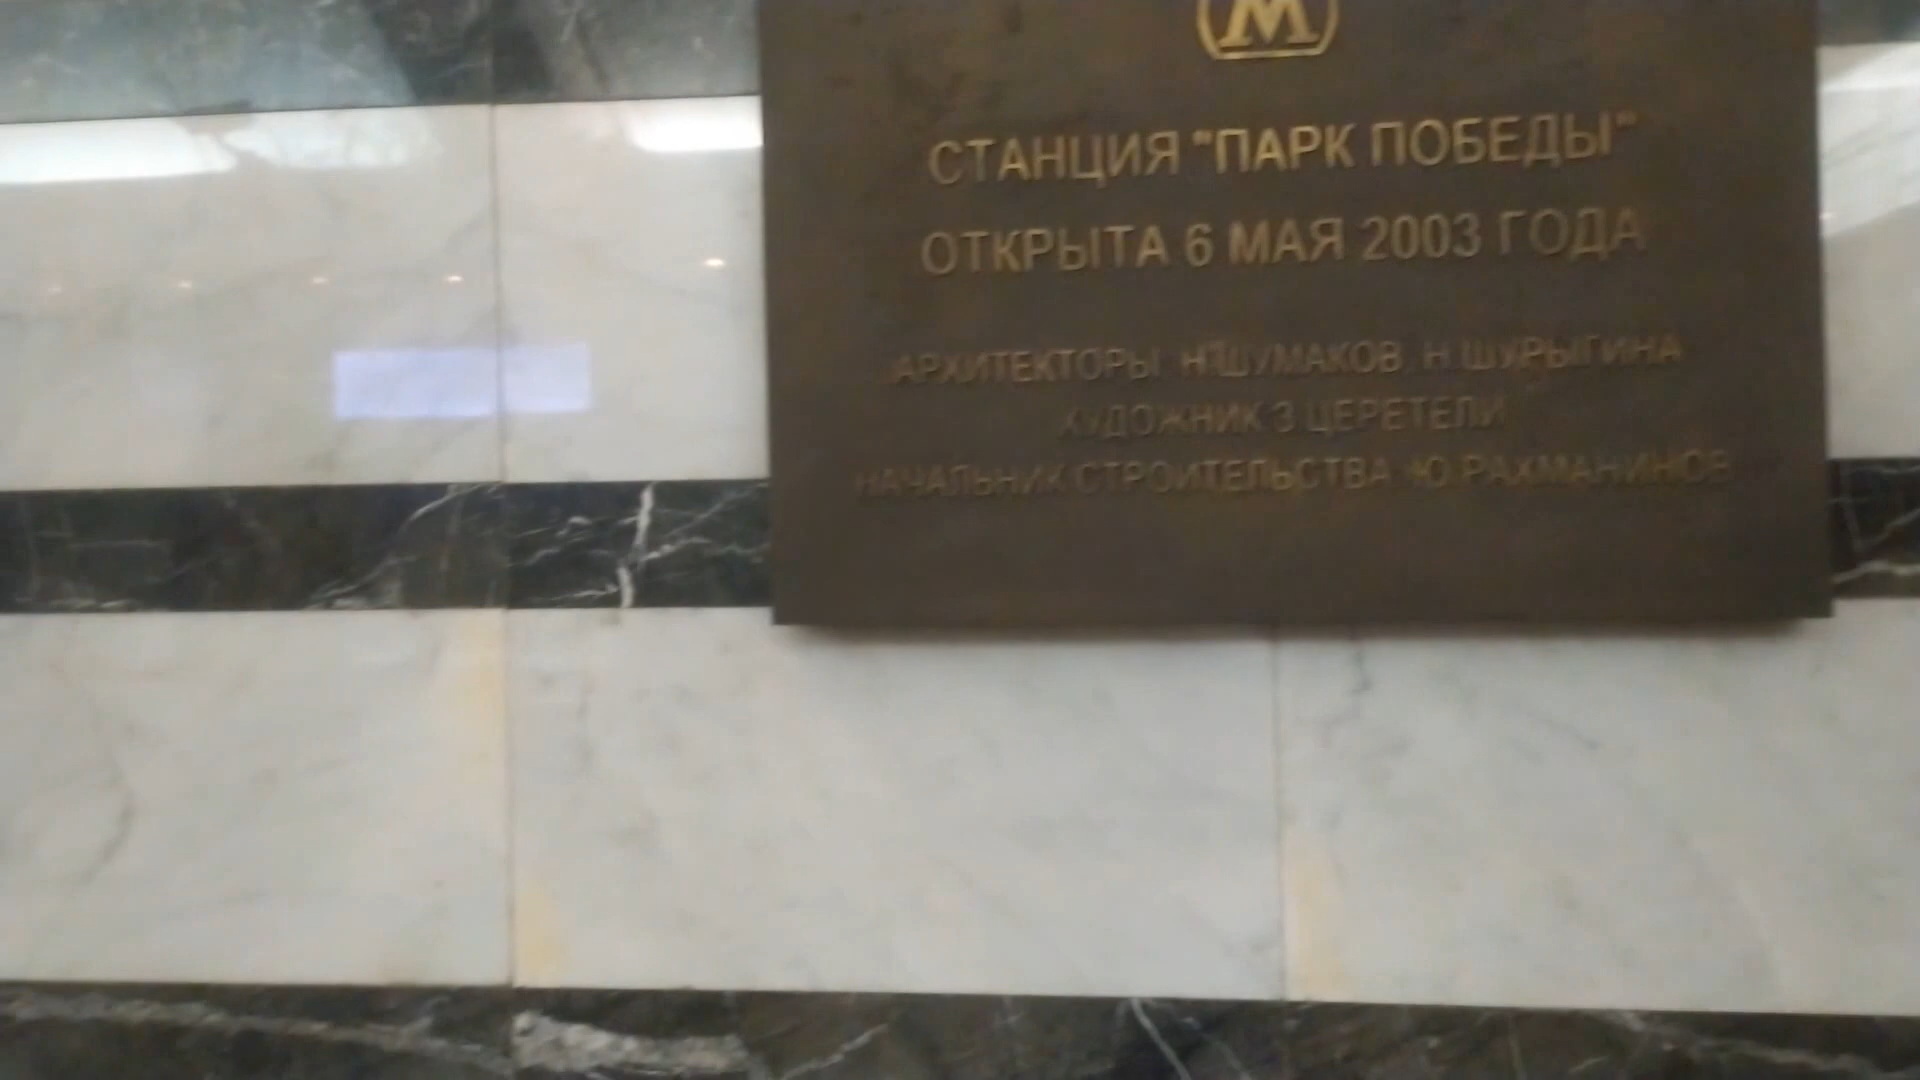 М
СТАНЦИЯ "ПАРК ПОБЕДЫ"
ОТКРЫТА 6 МАЯ 2003 ГОДА
АРХИТЕКТОРЫ Н.ШУМАКОВ, Н.ШУРЫГИНА
ХУДОЖНИК З.ЦЕРЕТЕЛИ
НАЧАЛЬНИК СТРОИТЕЛЬСТВА Ю.РАХМАНИНОВ